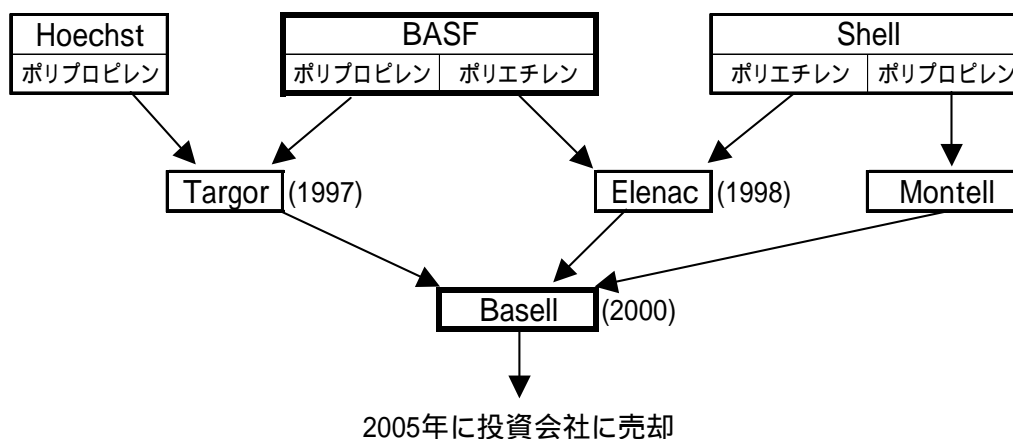 Hoechst
ポリプロピレン
BASF
ポリプロピレン ポリエチレン
Shell
ポリエチレン ポリプロピレン
Targor (1997)
Elenac (1998)
Montell
Basell (2000)
2005年に投資会社に売却